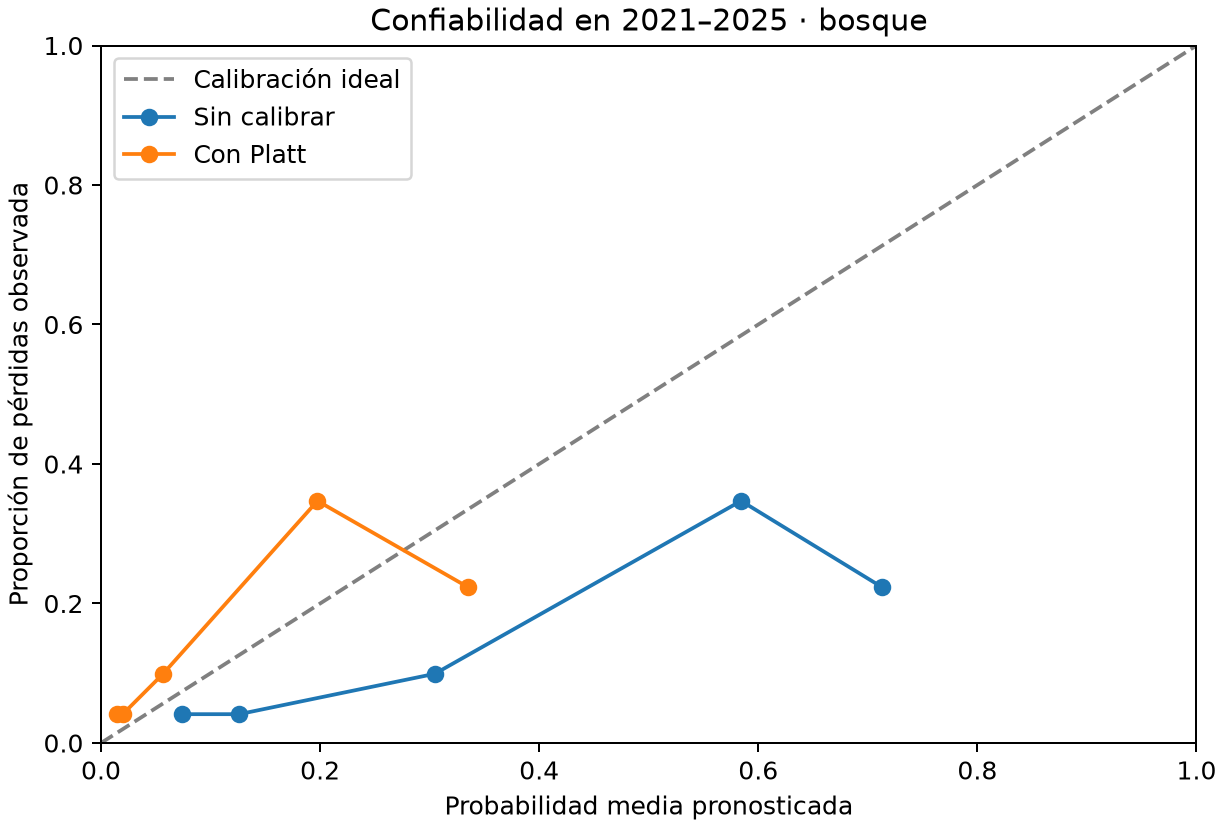 Confiabilidad en 2021–2025 · bosque
Calibración ideal
Sin calibrar
Con Platt
Proporción de pérdidas observada
1.0
0.8
0.6
0.4
0.2
0.0
0.0 0.2 0.4 0.6 0.8 1.0
Probabilidad media pronosticada